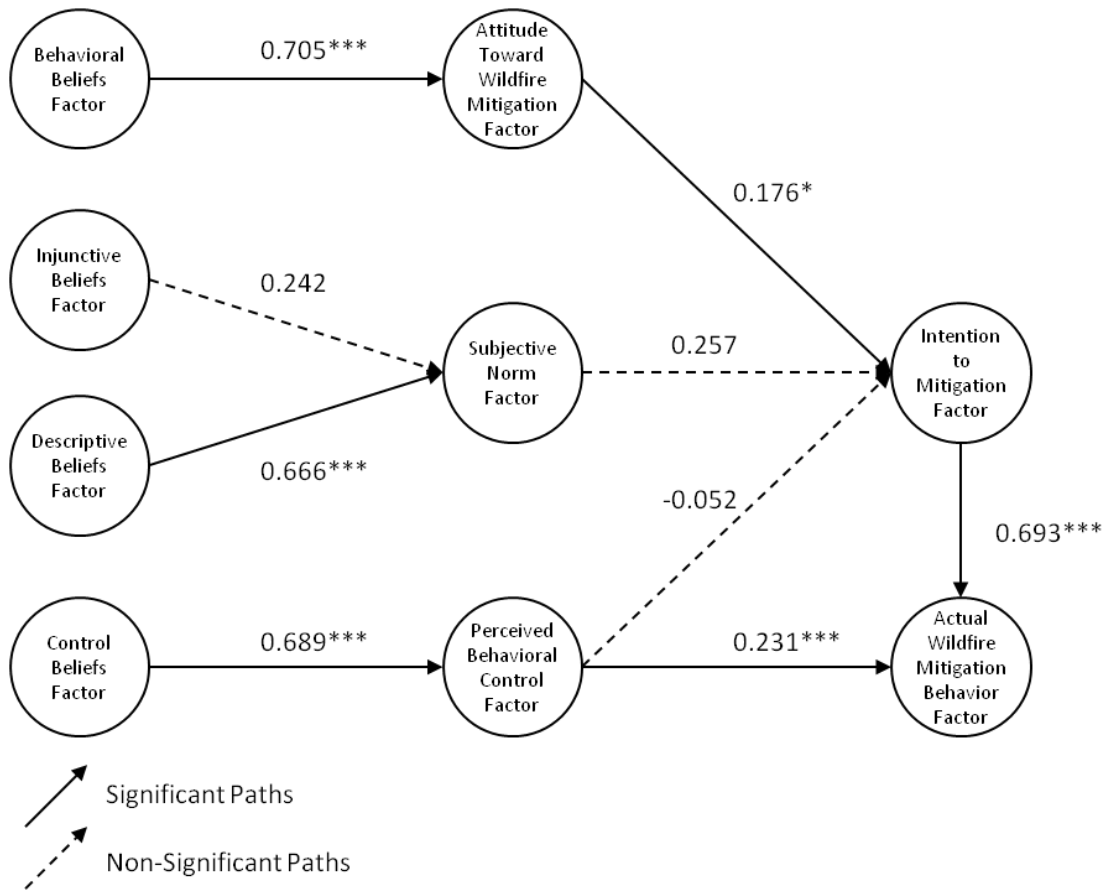 Behavioral
Beliefs
Factor
0.705***
Attitude
Toward
Wildfire
Mitigation
Factor
0.176*
Injunctive
Beliefs
Factor
0.242
Subjective
Norm
Factor
0.257
Intention
to
Mitigation
Factor
Descriptive
Beliefs
Factor
0.666***
-0.052
0.693***
Control
Beliefs
Factor
0.689***
Perceived
Behavioral
Control
Factor
0.231***
Actual
Wildfire
Mitigation
Behavior
Factor
Significant Paths
Non-Significant Paths